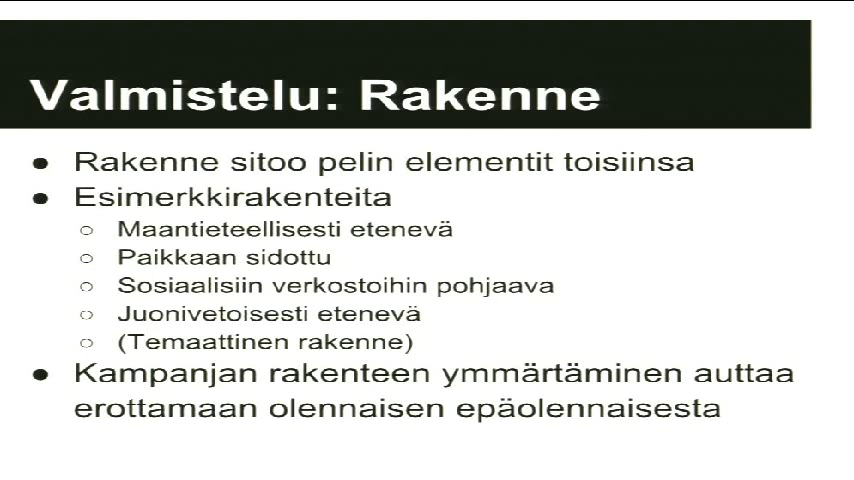 Valmistelu: Rakenne
● Rakenne sitoo pelin elementit toisiinsa
● Esimerkkirakenteita
○ Maantieteellisesti etenevä
○ Paikkaan sidottu
○ Sosiaalisiin verkostoihin pohjaava
○ Juonivetoisesti etenevä
○ (Temaattinen rakenne)
● Kampanjan rakenteen ymmärtäminen auttaa
erottamaan olennaisen epäolennaisesta